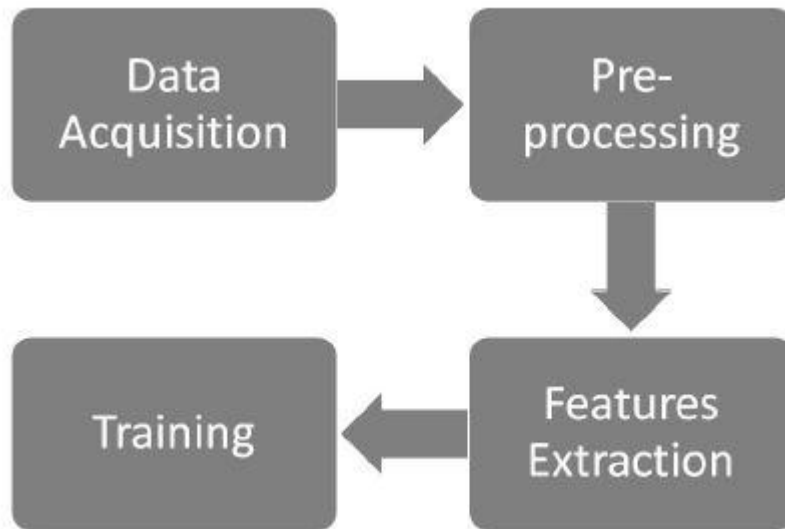 Data
Acquisition
Pre-
processing
Features
Extraction
Training